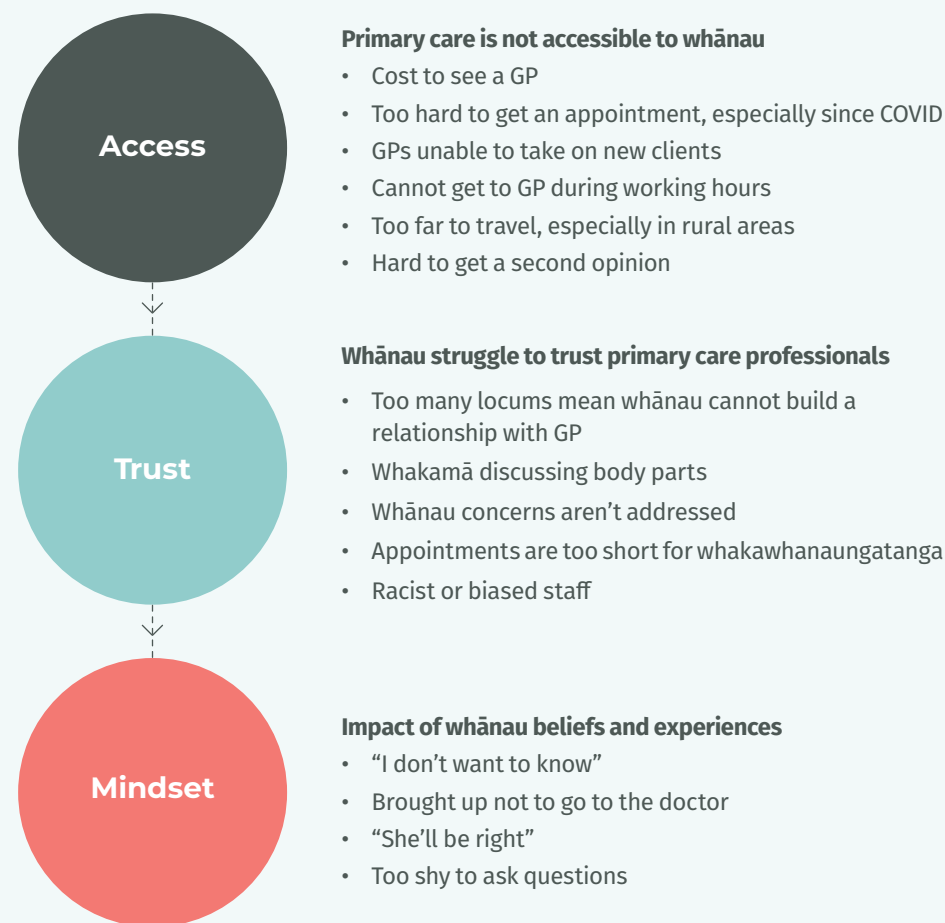 Access
Primary care is not accessible to whānau
• Cost to see a GP
• Too hard to get an appointment, especially since COVID
• GPs unable to take on new clients
• Cannot get to GP during working hours
• Too far to travel, especially in rural areas
• Hard to get a second opinion
Trust
Whānau struggle to trust primary care professionals
• Too many locums mean whānau cannot build a
relationship with GP
• Whakamā discussing body parts
• Whānau concerns aren’t addressed
• Appointments are too short for whakawhanaungatanga
• Racist or biased staff
Mindset
Impact of whānau beliefs and experiences
• “I don’t want to know”
• Brought up not to go to the doctor
• “She’ll be right”
• Too shy to ask questions